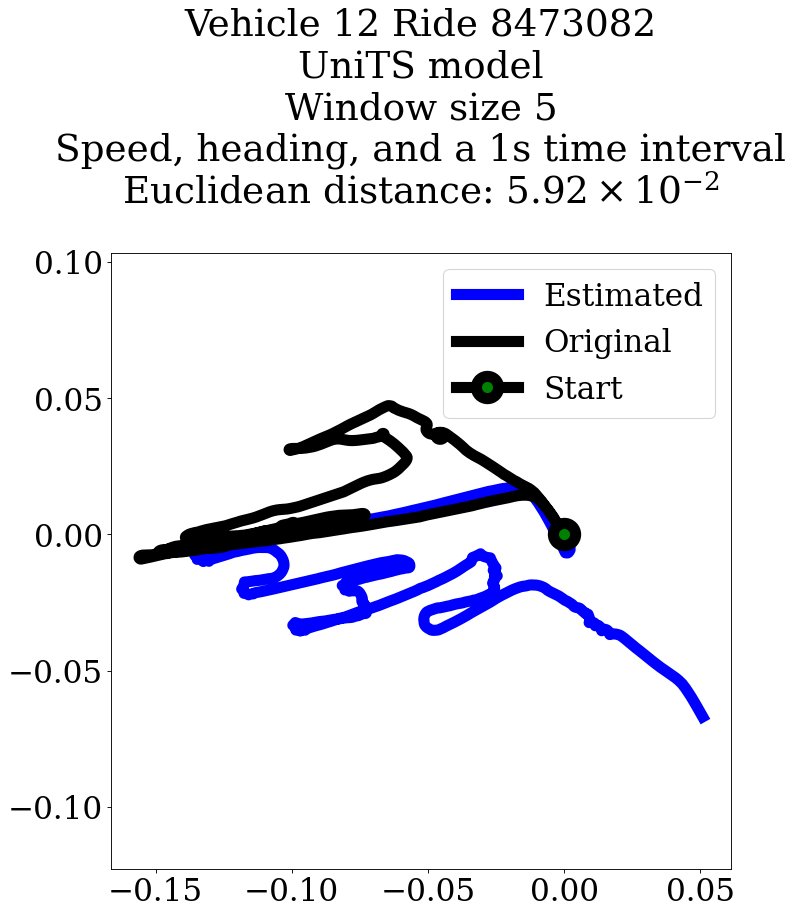 Vehicle 12 Ride 8473082
UniTS model
Window size 5
Speed, heading, and a 1s time interval
Euclidean distance: 5.92 × 10⁻²
Estimated
Original
Start
0.10
0.05
0.00
−0.05
−0.10
−0.15
−0.10
−0.05
0.00
0.05